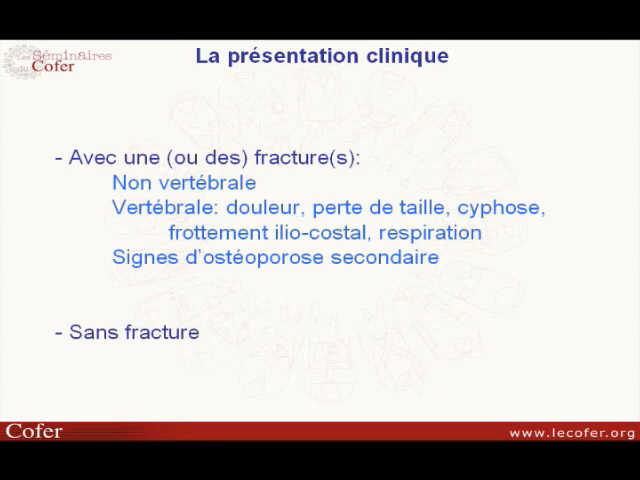 Les Séminaires
du Cofer
La présentation clinique
- Avec une (ou des) fracture(s):
Non vertébrale
Vertébrale: douleur, perte de taille, cyphose,
frottement ilio-costal, respiration
Signes d'ostéoporose secondaire
- Sans fracture
Cofer
www.lecofer.org